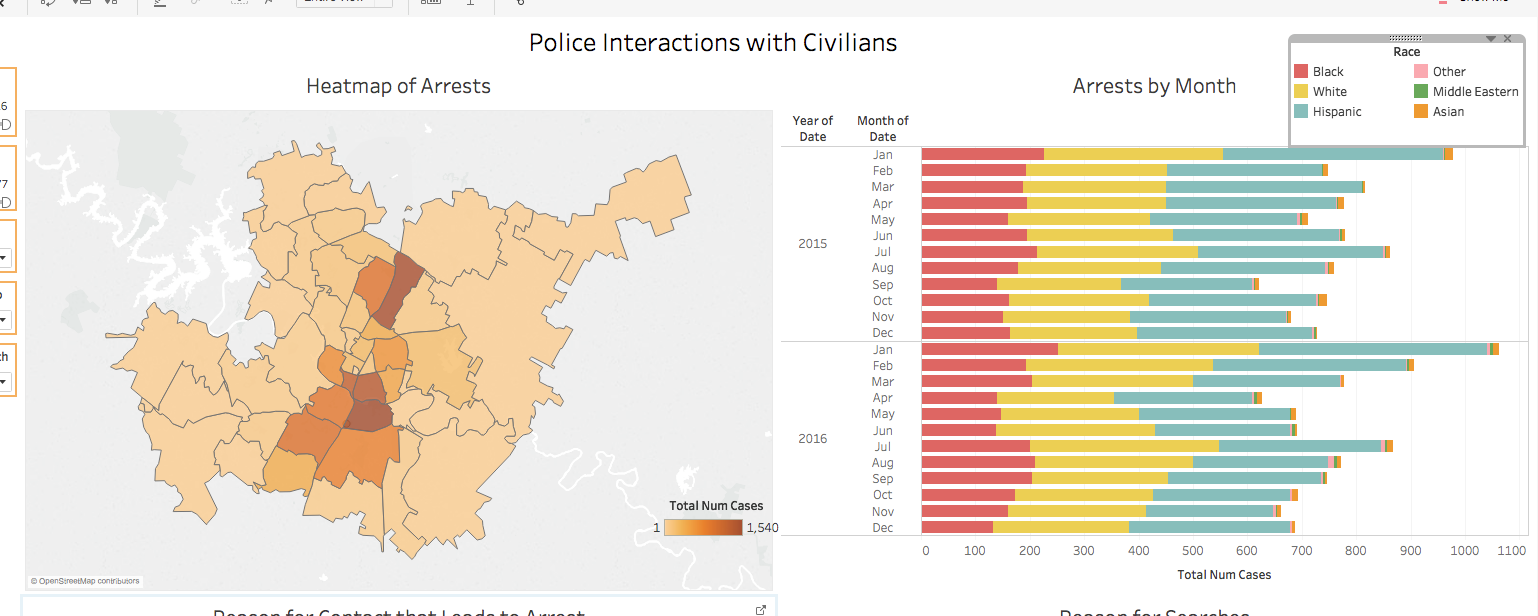 Police Interactions with Civilians
Heatmap of Arrests
Arrests by Month
Race
Black
Other
White
Middle Eastern
Hispanic
Asian
Year of
Date
Month of
Date
2015
Jan
Feb
Mar
Apr
May
Jun
Jul
Aug
Sep
Oct
Nov
Dec
2016
Jan
Feb
Mar
Apr
May
Jun
Jul
Aug
Sep
Oct
Nov
Dec
0 100 200 300 400 500 600 700 800 900 1000 1100
Total Num Cases
Total Num Cases
1 1,540
© OpenStreetMap contributors
Reason for Contact that Leads to Arrest
Reason for Searches